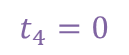 t₄ = 0